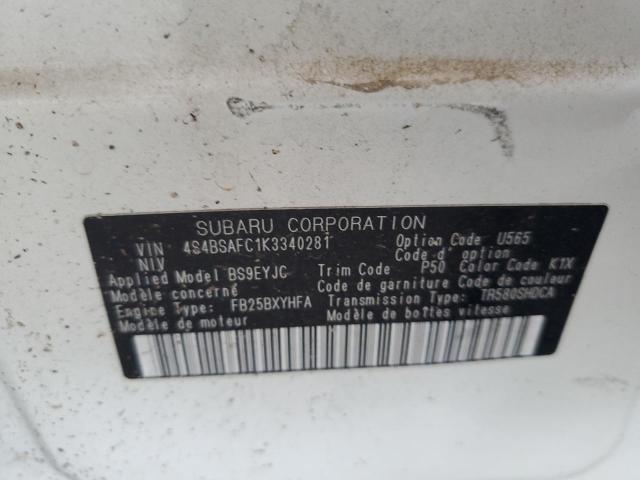 SUBARU CORPORATION
VIN 4S4BSAFC1K3340281 Option Code U565
NIV Code d'option
Applied Model BS9EYJC Trim Code P50 Color Code K1X
Modèle concerné Code de garniture Code de couleur
Engine Type: FB25BXYHFA Transmission Type: TR580SHDCA
Modèle de moteur Modèle de boîtes vitesse